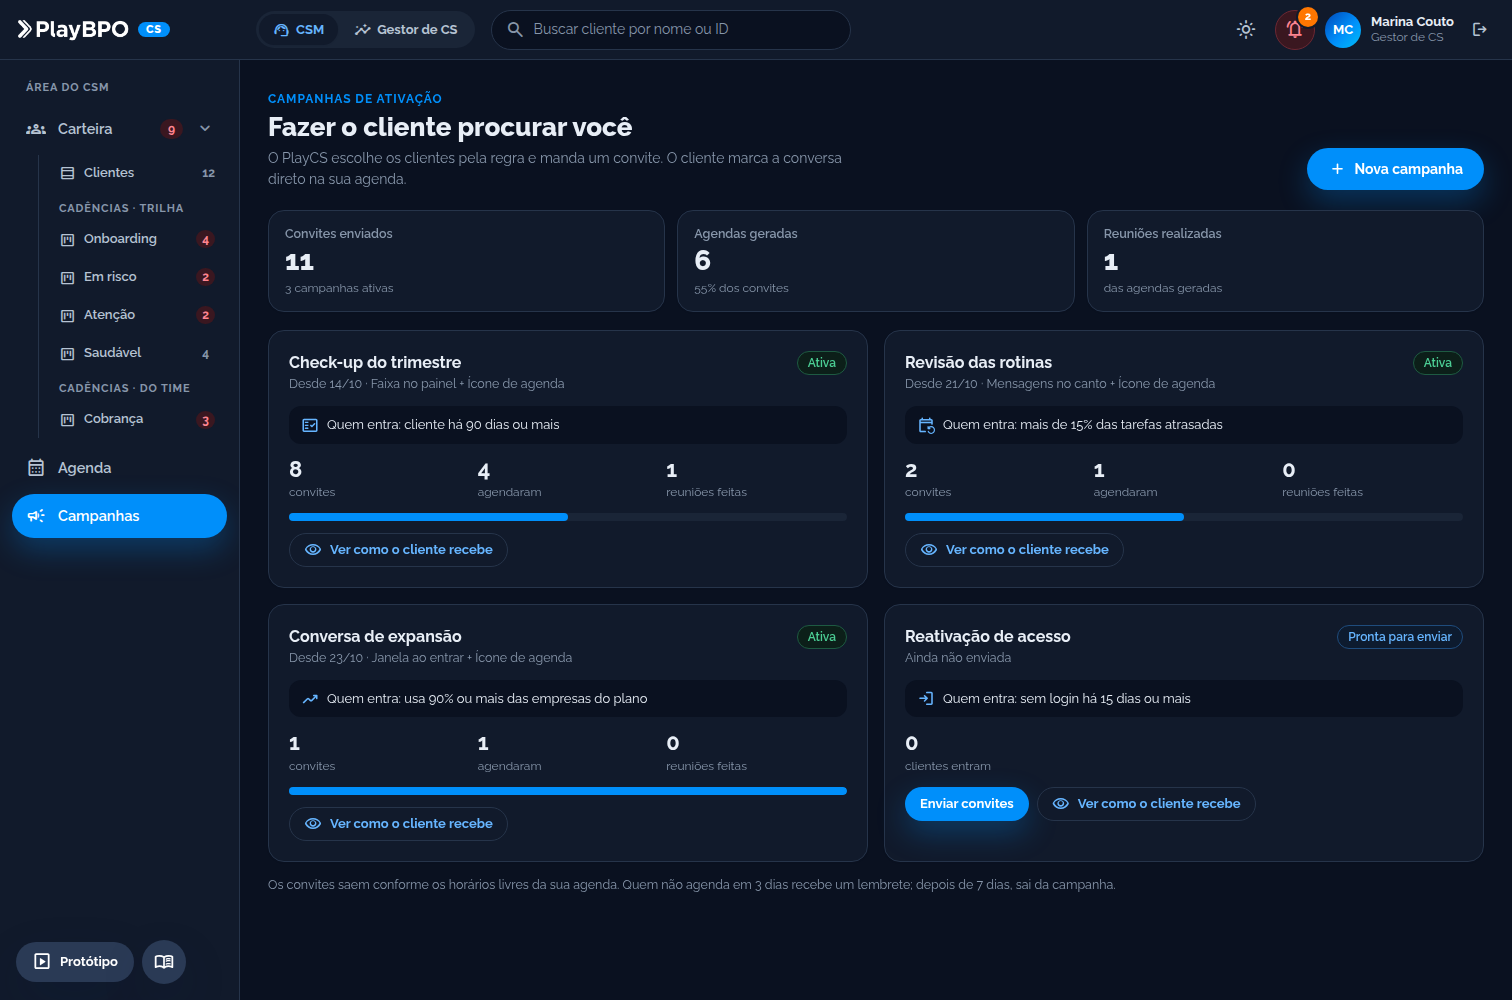 PlayBPO CS
CSM
Gestor de CS
Buscar cliente por nome ou ID
2
MC
Marina Couto
Gestor de CS
ÁREA DO CSM
Carteira 9
Clientes 12
CADÊNCIAS · TRILHA
Onboarding 4
Em risco 2
Atenção 2
Saudável 4
CADÊNCIAS · DO TIME
Cobrança 3
Agenda
Campanhas
Protótipo
CAMPANHAS DE ATIVAÇÃO
Fazer o cliente procurar você
O PlayCS escolhe os clientes pela regra e manda um convite. O cliente marca a conversa
direto na sua agenda.
+ Nova campanha
Convites enviados
11
3 campanhas ativas
Agendas geradas
6
55% dos convites
Reuniões realizadas
1
das agendas geradas
Check-up do trimestre
Ativa
Desde 14/10 · Faixa no painel + Ícone de agenda
Quem entra: cliente há 90 dias ou mais
8 4 1
convites agendaram reuniões feitas
Ver como o cliente recebe
Revisão das rotinas
Ativa
Desde 21/10 · Mensagens no canto + Ícone de agenda
Quem entra: mais de 15% das tarefas atrasadas
2 1 0
convites agendaram reuniões feitas
Ver como o cliente recebe
Conversa de expansão
Ativa
Desde 23/10 · Janela ao entrar + Ícone de agenda
Quem entra: usa 90% ou mais das empresas do plano
1 1 0
convites agendaram reuniões feitas
Ver como o cliente recebe
Reativação de acesso
Pronta para enviar
Ainda não enviada
Quem entra: sem login há 15 dias ou mais
0
clientes entram
Enviar convites
Ver como o cliente recebe
Os convites saem conforme os horários livres da sua agenda. Quem não agenda em 3 dias recebe um lembrete; depois de 7 dias, sai da campanha.